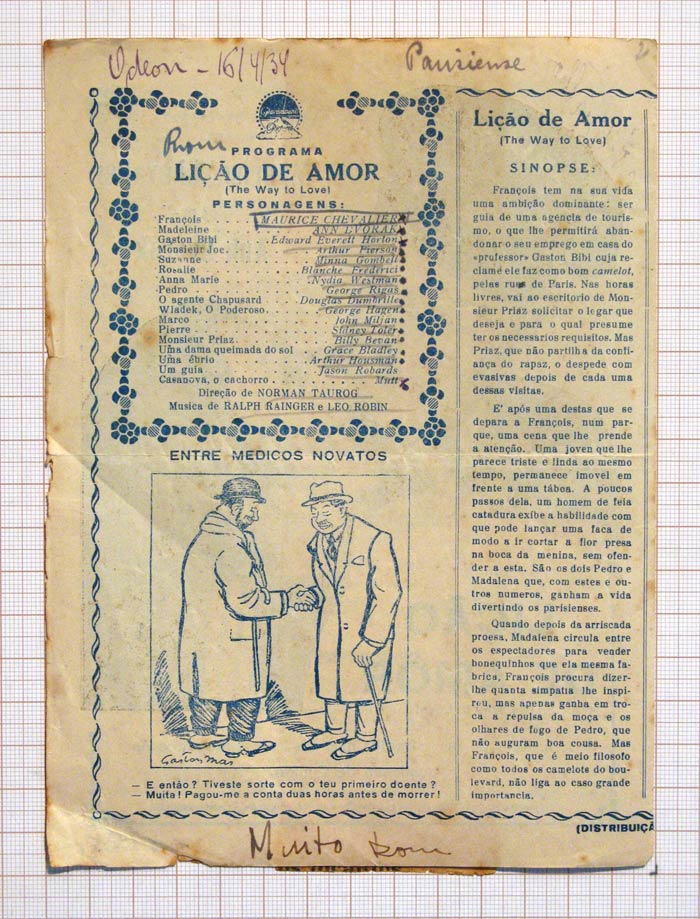 Odeon - 16/4/34
Parisiense
2
Paramount
PROGRAMA
LIÇÃO DE AMOR
(The Way to Love)
PERSONAGENS:
François . . . . . MAURICE CHEVALIER
Madeleine . . . . . . . ANN DVORAK
Gaston Bibi . . . . Edward Everett Horton
Monsieur Joe. . . . . . . Arthur Pierson
Suzanne . . . . . . . . Minna Gombell
Rosalie . . . . . . . Blanche Frederici
Anna Marie . . . . . . . Nydia Westman
Pedro . . . . . . . . . George Rigas
O agente Chapusard . . Douglas Dumbrille
Wladek, O Poderoso. . . . George Hagen
Marco . . . . . . . . . John Miljan
Pierre . . . . . . . . . Sidney Toler
Monsieur Priaz. . . . . . . Billy Bevan
Uma dama queimada do sol . Grace Bladley
Uma ébrio . . . . . . Arthur Housman
Um guia . . . . . . . . Jason Robards
Casanova, o cachorro . . . . . . Mutt
Direção de NORMAN TAUROG
Musica de RALPH RAINGER e LEO ROBIN
ENTRE MEDICOS NOVATOS
Gaston Mas
— E então? Tiveste sorte com o teu primeiro doente?
— Muita! Pagou-me a conta duas horas antes de morrer!
Lição de Amor
(The Way to Love)
SINOPSE:
François tem na sua vida
uma ambição dominante: ser
guia de uma agencia de touris-
mo, o que lhe permitirá aban-
donar o seu emprego em casa do
«professor» Gaston Bibi cuja re-
clame ele faz como bom camelot,
pelas ruas de Paris. Nas horas
livres, vai ao escritorio de Mon-
sieur Priaz solicitar o logar que
deseja e para o qual presume
ter os necessarios requisitos. Mas
Priaz, que não partilha da confi-
ança do rapaz, o despede com
evasivas depois de cada uma
dessas visitas.
E' após uma destas que se
depara a François, num par-
que, uma cena que lhe prende
a atenção. Uma joven que lhe
parece triste e linda ao mesmo
tempo, permanece imovel em
frente a uma táboa. A poucos
passos dela, um homem de feia
catadura exibe a habilidade com
que pode lançar uma faca de
modo a ir cortar a flor presa
na boca da menina, sem ofen-
der a esta. São os dois Pedro e
Madalena que, com estes e ou-
tros numeros, ganham a vida
divertindo os parisienses.
Quando depois da arriscada
proesa, Madalena circula entre
os espectadores para vender
bonequinhos que ela mesma fa-
brica, François procura dizer-
lhe quanta simpatia lhe inspi-
rou, mas apenas ganha em tro-
ca a repulsa da moça e os
olhares de fogo de Pedro, que
não auguram boa cousa. Mas
François, que é meio filosofo
como todos os camelots do bou-
levard, não liga ao caso grande
importancia.
(DISTRIBUIÇÃ
Muito bom